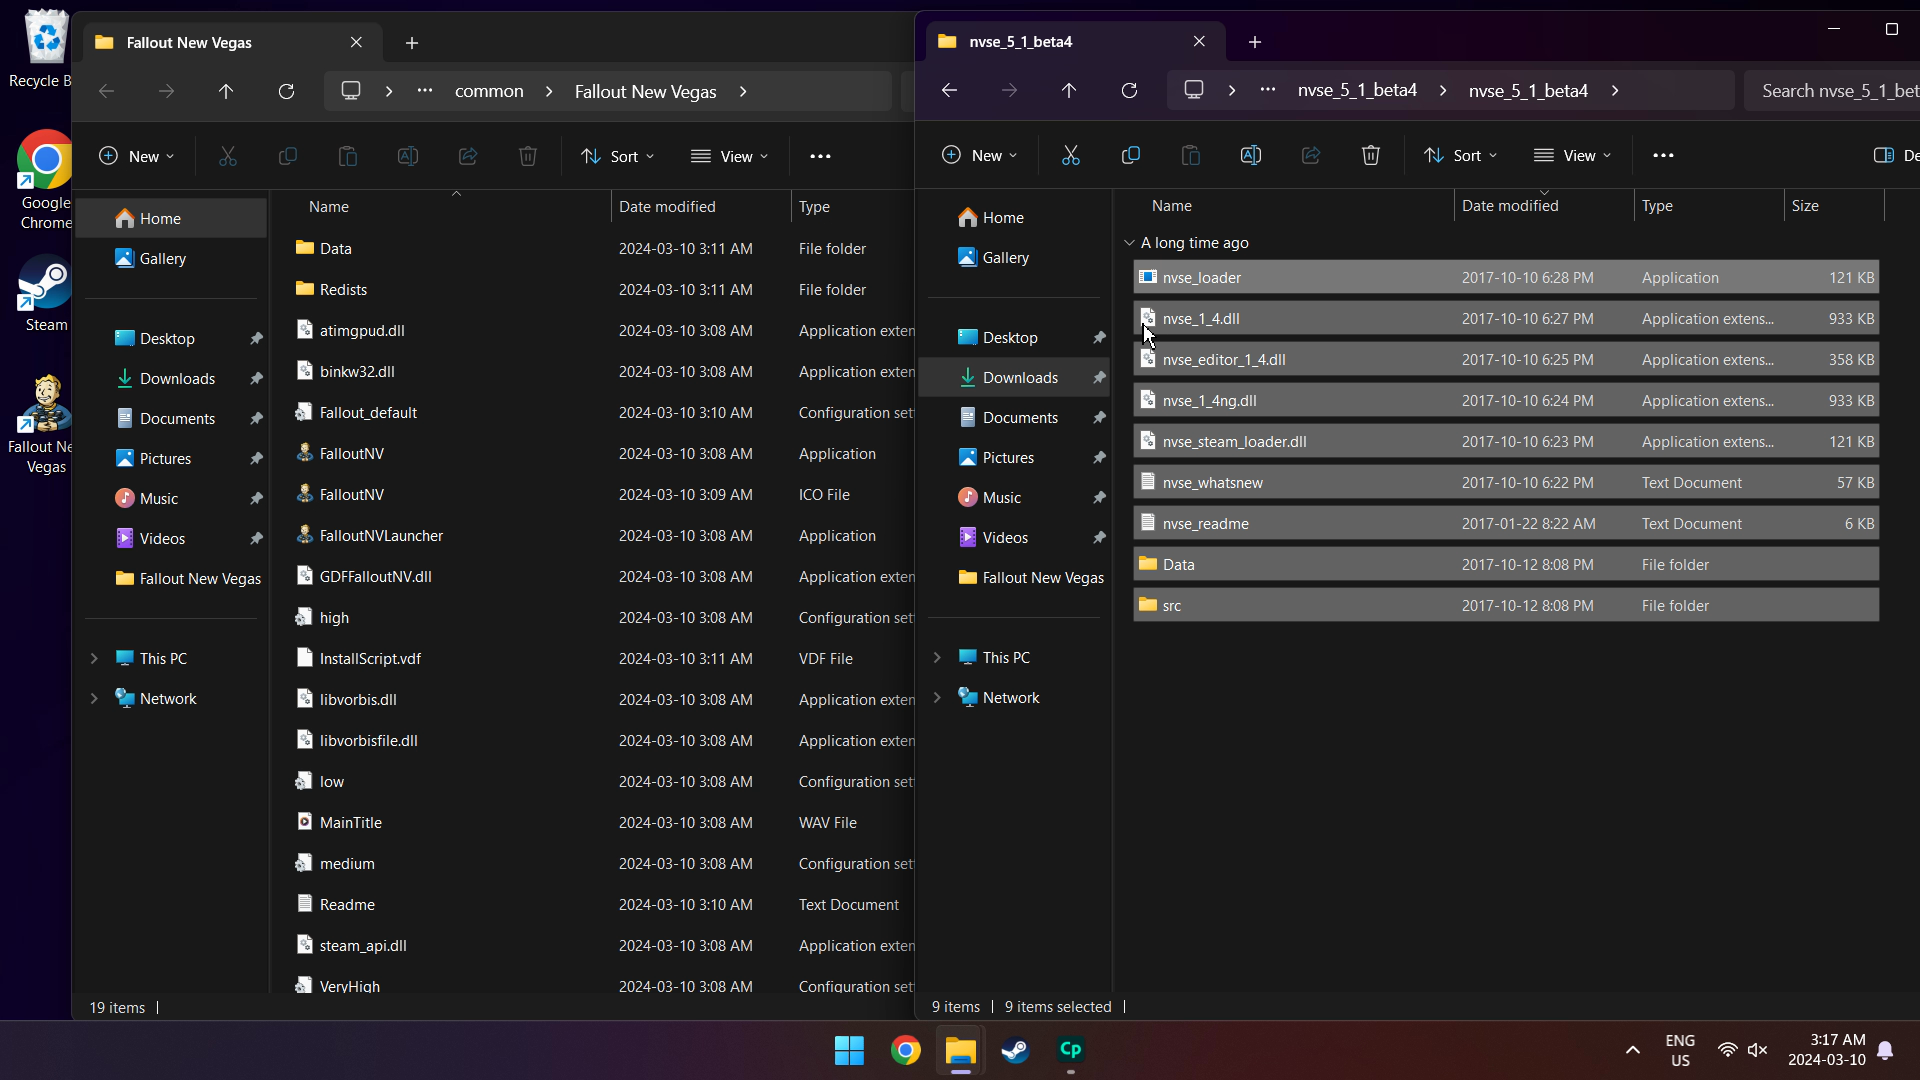 Recycle B
Google
Chrome
Steam
Fallout Ne
Vegas
Fallout New Vegas
common
Fallout New Vegas
New
Sort
View
Home
Gallery
Desktop
Downloads
Documents
Pictures
Music
Videos
Fallout New Vegas
This PC
Network
Name Date modified Type
Data 2024-03-10 3:11 AM File folder
Redists 2024-03-10 3:11 AM File folder
atimgpud.dll 2024-03-10 3:08 AM Application exten
binkw32.dll 2024-03-10 3:08 AM Application exten
Fallout_default 2024-03-10 3:10 AM Configuration set
FalloutNV 2024-03-10 3:08 AM Application
FalloutNV 2024-03-10 3:09 AM ICO File
FalloutNVLauncher 2024-03-10 3:08 AM Application
GDFFalloutNV.dll 2024-03-10 3:08 AM Application exten
high 2024-03-10 3:08 AM Configuration set
InstallScript.vdf 2024-03-10 3:11 AM VDF File
libvorbis.dll 2024-03-10 3:08 AM Application exten
libvorbisfile.dll 2024-03-10 3:08 AM Application exten
low 2024-03-10 3:08 AM Configuration set
MainTitle 2024-03-10 3:08 AM WAV File
medium 2024-03-10 3:08 AM Configuration set
Readme 2024-03-10 3:10 AM Text Document
steam_api.dll 2024-03-10 3:08 AM Application exten
VeryHigh 2024-03-10 3:08 AM Configuration set
19 items
nvse_5_1_beta4
nvse_5_1_beta4
nvse_5_1_beta4
Search nvse_5_1_bet
New
Sort
View
De
Home
Gallery
Desktop
Downloads
Documents
Pictures
Music
Videos
Fallout New Vegas
This PC
Network
Name Date modified Type Size
A long time ago
nvse_loader 2017-10-10 6:28 PM Application 121 KB
nvse_1_4.dll 2017-10-10 6:27 PM Application extens... 933 KB
nvse_editor_1_4.dll 2017-10-10 6:25 PM Application extens... 358 KB
nvse_1_4ng.dll 2017-10-10 6:24 PM Application extens... 933 KB
nvse_steam_loader.dll 2017-10-10 6:23 PM Application extens... 121 KB
nvse_whatsnew 2017-10-10 6:22 PM Text Document 57 KB
nvse_readme 2017-01-22 8:22 AM Text Document 6 KB
Data 2017-10-12 8:08 PM File folder
src 2017-10-12 8:08 PM File folder
9 items 9 items selected
Cp
ENG
US
3:17 AM
2024-03-10